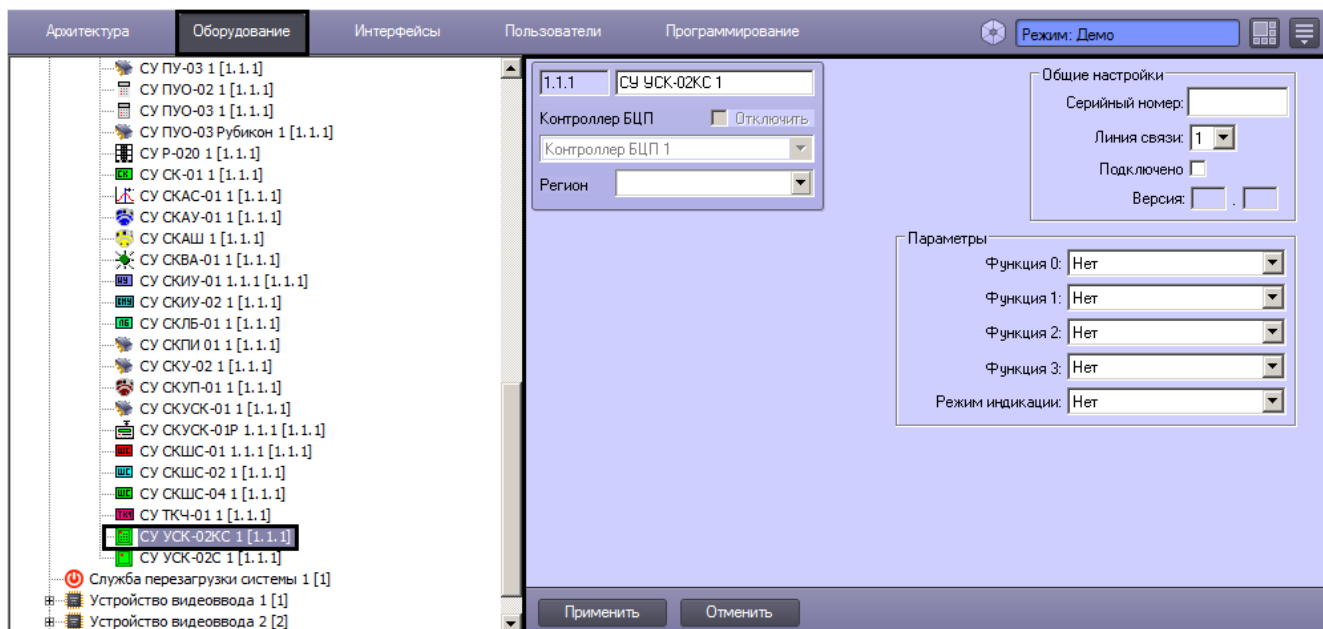 Архитектура Оборудование Интерфейсы Пользователи Программирование Режим: Демо
СУ ПУ-03 1 [1.1.1]
СУ ПУО-02 1 [1.1.1]
СУ ПУО-03 1 [1.1.1]
СУ ПУО-03 Рубикон 1 [1.1.1]
СУ Р-020 1 [1.1.1]
СУ СК-01 1 [1.1.1]
СУ СКАС-01 1 [1.1.1]
СУ СКАУ-01 1 [1.1.1]
СУ СКАШ 1 [1.1.1]
СУ СКВА-01 1 [1.1.1]
СУ СКИУ-01 1.1.1 [1.1.1]
СУ СКИУ-02 1 [1.1.1]
СУ СКЛБ-01 1 [1.1.1]
СУ СКПИ 01 1 [1.1.1]
СУ СКУ-02 1 [1.1.1]
СУ СКУП-01 1 [1.1.1]
СУ СКУСК-01 1 [1.1.1]
СУ СКУСК-01Р 1.1.1 [1.1.1]
СУ СКШС-01 1.1.1 [1.1.1]
СУ СКШС-02 1 [1.1.1]
СУ СКШС-04 1 [1.1.1]
СУ ТКЧ-01 1 [1.1.1]
СУ УСК-02КС 1 [1.1.1]
СУ УСК-02С 1 [1.1.1]
Служба перезагрузки системы 1 [1]
Устройство видеоввода 1 [1]
Устройство видеоввода 2 [2]
1.1.1 СУ УСК-02КС 1
Контроллер БЦП Отключить
Контроллер БЦП 1
Регион
Общие настройки
Серийный номер:
Линия связи: 1
Подключено
Версия: .
Параметры
Функция 0: Нет
Функция 1: Нет
Функция 2: Нет
Функция 3: Нет
Режим индикации: Нет
Применить Отменить